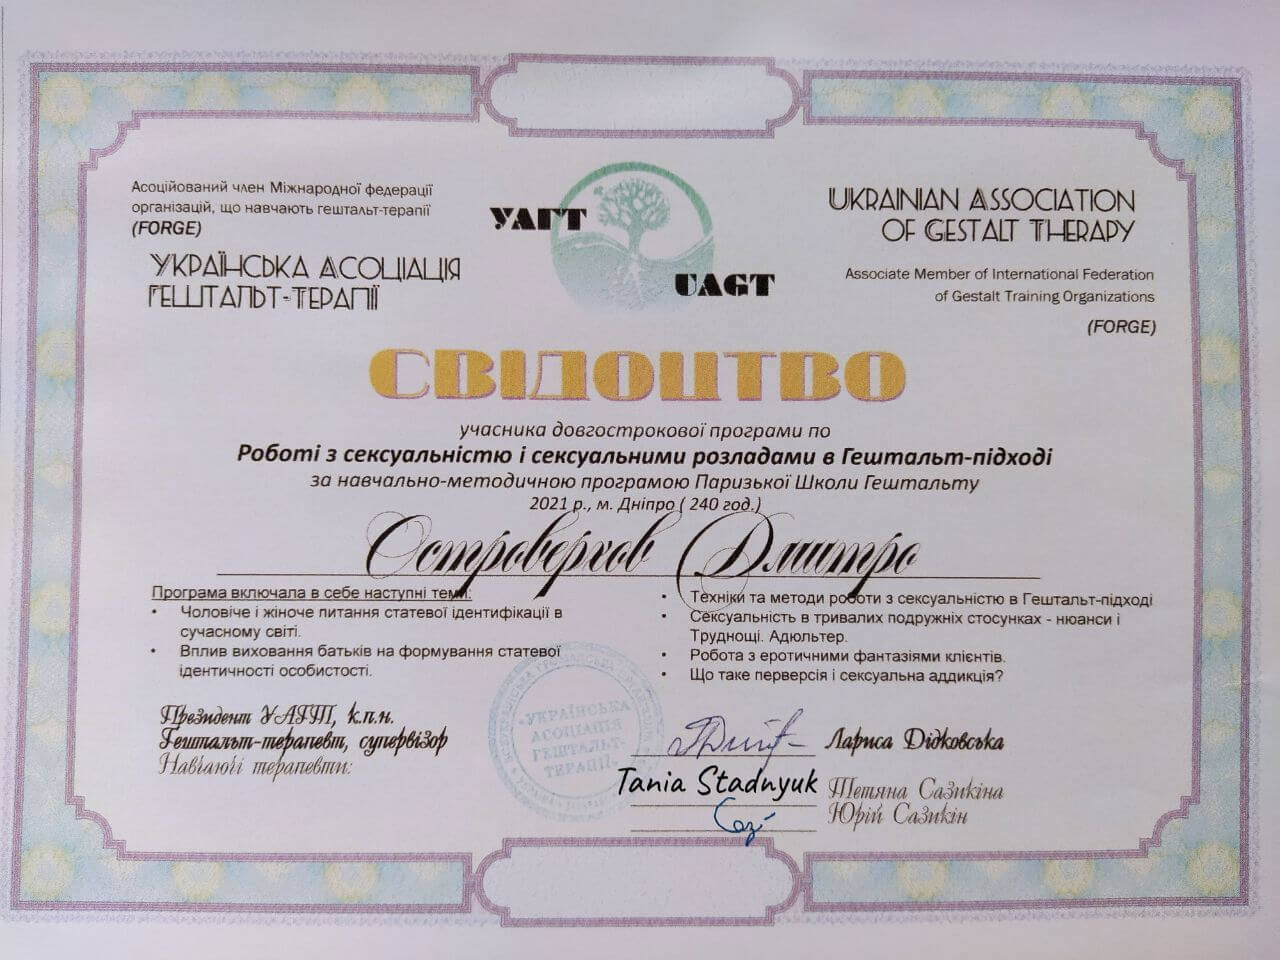 Асоційований член Міжнародної федерації
організацій, що навчають гештальт-терапії
(FORGE)
УКРАЇНСЬКА АСОЦІАЦІЯ
ГЕШТАЛЬТ-ТЕРАПІЇ
УАГТ
UAGT
UKRAINIAN ASSOCIATION
OF GESTALT THERAPY
Associate Member of International Federation
of Gestalt Training Organizations
(FORGE)
СВІДОЦТВО
учасника довгострокової програми по
Роботі з сексуальністю і сексуальними розладами в Гештальт-підході
за навчально-методичною програмою Паризької Школи Гештальту
2021 р., м. Дніпро ( 240 год.)
Островерхов Дмитро
Програма включала в себе наступні теми:
• Чоловіче і жіноче питання статевої ідентифікації в
сучасному світі.
• Вплив виховання батьків на формування статевої
ідентичності особистості.
• Техніки та методи роботи з сексуальністю в Гештальт-підході
• Сексуальність в тривалих подружніх стосунках - нюанси і
Труднощі. Адюльтер.
• Робота з еротичними фантазіями клієнтів.
• Що таке перверсія і сексуальна аддикція?
Президент УАГТ, к.п.н.
Гештальт-терапевт, супервізор
Навчаючі терапевти:
УКРАЇНСЬКА
АСОЦІАЦІЯ
ГЕШТАЛЬТ-
ТЕРАПІЇ
Лариса Дідковська
Tania Stadnyuk
Тетяна Сазикіна
Юрій Сазикін